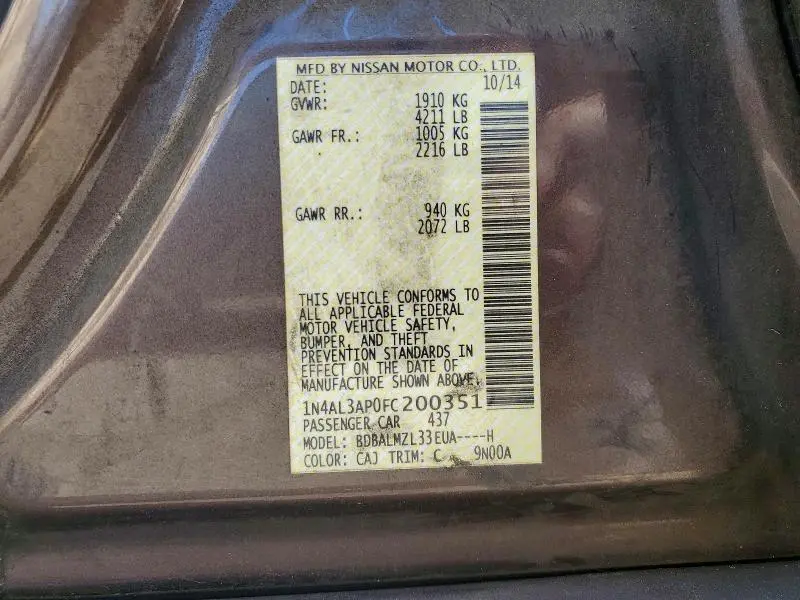 MFD BY NISSAN MOTOR CO., LTD.
DATE: 10/14
GVWR: 1910 KG
4211 LB
GAWR FR.: 1005 KG
2216 LB
GAWR RR.: 940 KG
2072 LB
THIS VEHICLE CONFORMS TO
ALL APPLICABLE FEDERAL
MOTOR VEHICLE SAFETY,
BUMPER, AND THEFT
PREVENTION STANDARDS IN
EFFECT ON THE DATE OF
MANUFACTURE SHOWN ABOVE.
1N4AL3AP0FC200351
PASSENGER CAR 437
MODEL: BDBALMZL33EUA----H
COLOR: CAJ TRIM: C 9N00A